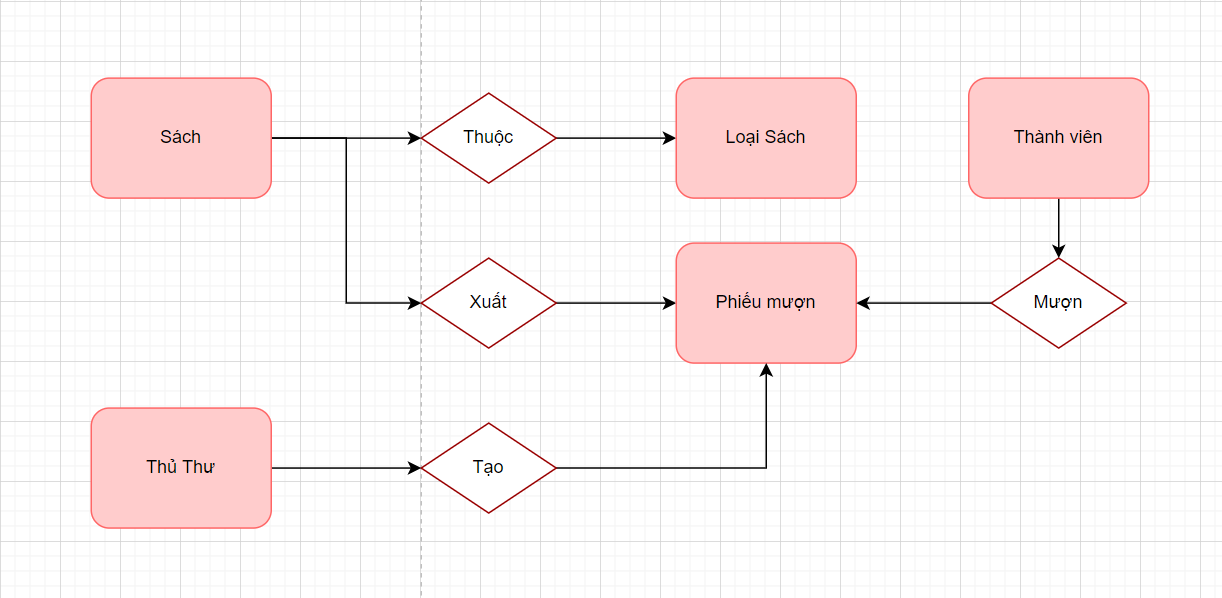 Sách
Thuộc
Loại Sách
Thành viên
Xuất
Phiếu mượn
Mượn
Thủ Thư
Tạo